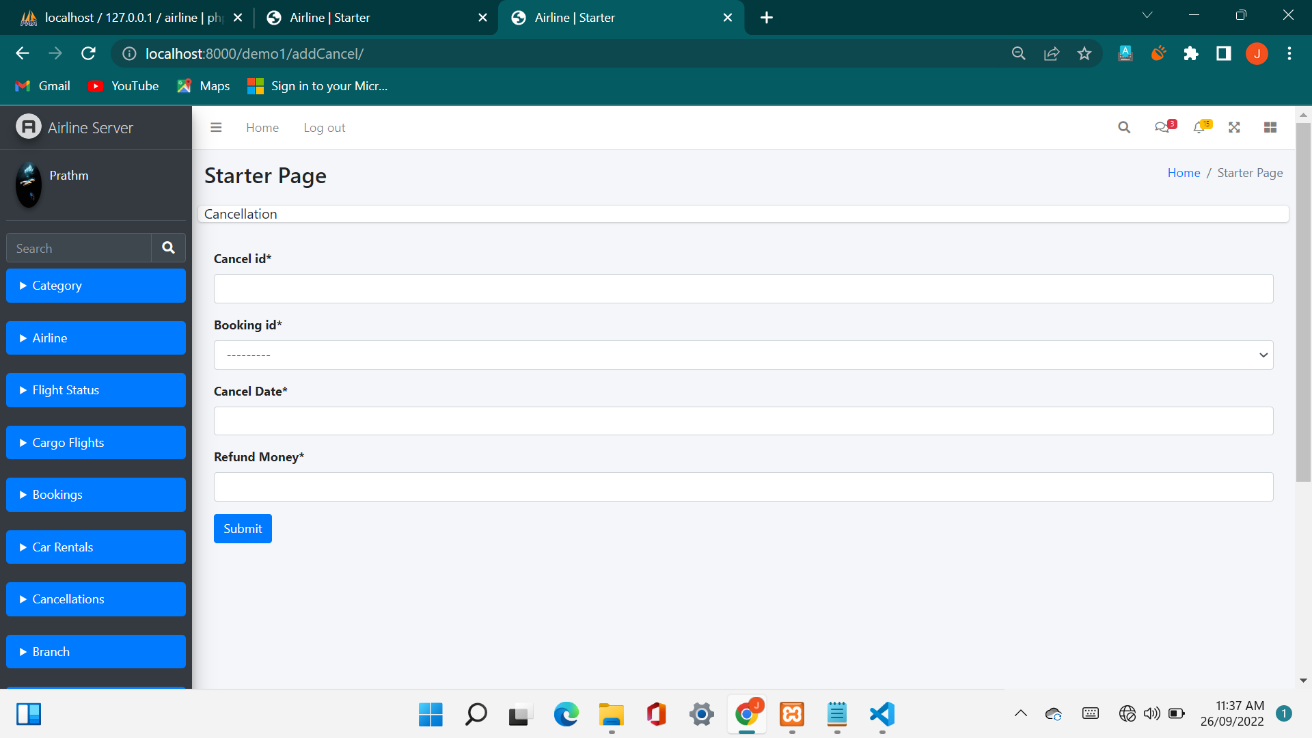 localhost / 127.0.0.1 / airline | ph
Airline | Starter
Airline | Starter
localhost:8000/demo1/addCancel/
J
Gmail
YouTube
Maps
Sign in to your Micr...
Airline Server
Home
Log out
3
15
Prathm
Starter Page
Home / Starter Page
Cancellation
Search
Category
Airline
Flight Status
Cargo Flights
Bookings
Car Rentals
Cancellations
Branch
Cancel id*
Booking id*
---------
Cancel Date*
Refund Money*
Submit
J
11:37 AM
26/09/2022
1